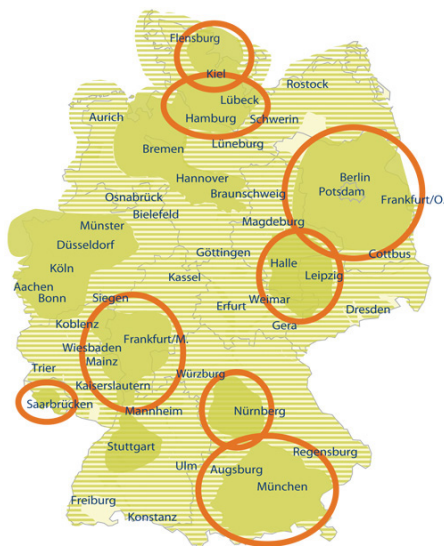 Flensburg
Kiel
Rostock
Lübeck
Aurich
Hamburg
Schwerin
Bremen
Lüneburg
Hannover
Berlin
Osnabrück
Braunschweig
Potsdam
Frankfurt/O.
Bielefeld
Münster
Magdeburg
Düsseldorf
Göttingen
Halle
Cottbus
Köln
Kassel
Leipzig
Aachen
Bonn
Siegen
Erfurt
Weimar
Dresden
Koblenz
Gera
Frankfurt/M.
Wiesbaden
Mainz
Trier
Würzburg
Kaiserslautern
Saarbrücken
Mannheim
Nürnberg
Stuttgart
Regensburg
Ulm
Augsburg
München
Freiburg
Konstanz